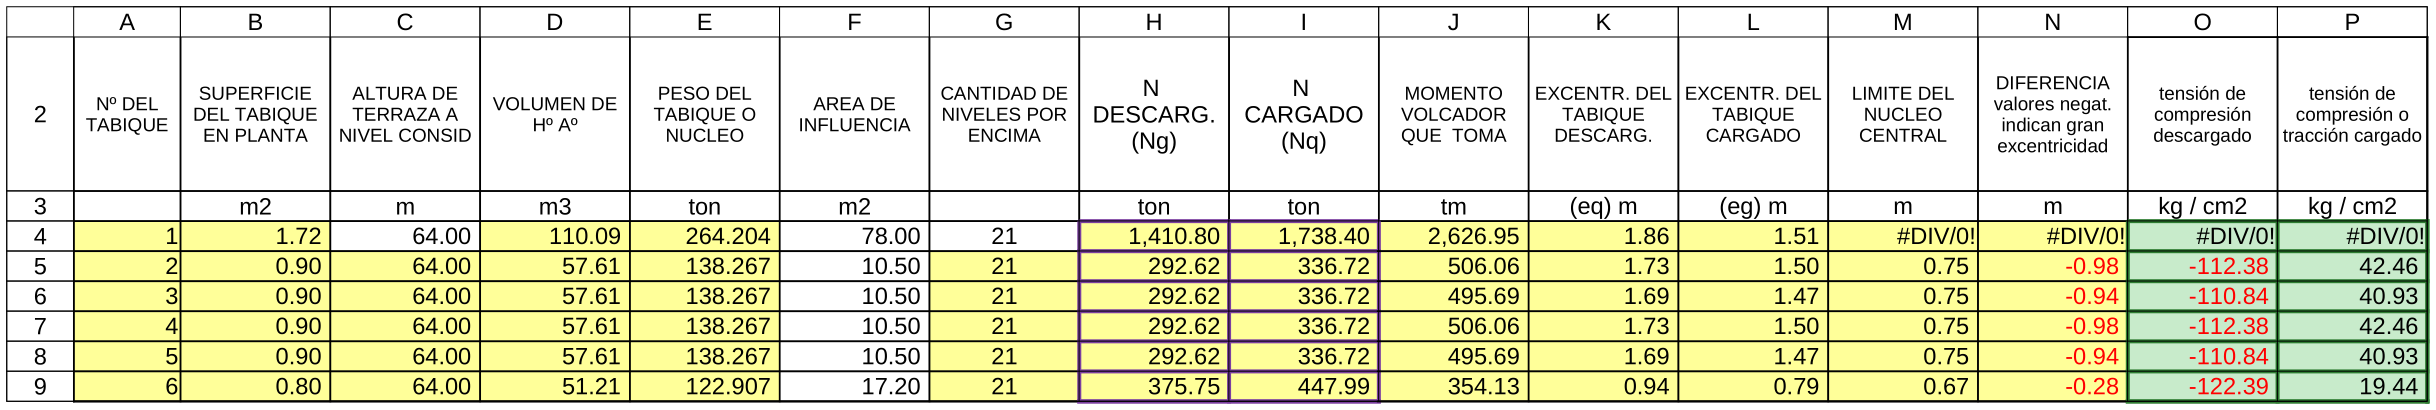 A B C D E F G H I J K L M N O P
2 Nº DEL TABIQUE SUPERFICIE DEL TABIQUE EN PLANTA ALTURA DE TERRAZA A NIVEL CONSID VOLUMEN DE Hº Aº PESO DEL TABIQUE O NUCLEO AREA DE INFLUENCIA CANTIDAD DE NIVELES POR ENCIMA N DESCARG. (Ng) N CARGADO (Nq) MOMENTO VOLCADOR QUE TOMA EXCENTR. DEL TABIQUE DESCARG. EXCENTR. DEL TABIQUE CARGADO LIMITE DEL NUCLEO CENTRAL DIFERENCIA valores negat. indican gran excentricidad tensión de compresión descargado tensión de compresión o tracción cargado
3 m2 m m3 ton m2 ton ton tm (eq) m (eg) m m m kg / cm2 kg / cm2
4 1 1.72 64.00 110.09 264.204 78.00 21 1,410.80 1,738.40 2,626.95 1.86 1.51 #DIV/0! #DIV/0! #DIV/0! #DIV/0!
5 2 0.90 64.00 57.61 138.267 10.50 21 292.62 336.72 506.06 1.73 1.50 0.75 -0.98 -112.38 42.46
6 3 0.90 64.00 57.61 138.267 10.50 21 292.62 336.72 495.69 1.69 1.47 0.75 -0.94 -110.84 40.93
7 4 0.90 64.00 57.61 138.267 10.50 21 292.62 336.72 506.06 1.73 1.50 0.75 -0.98 -112.38 42.46
8 5 0.90 64.00 57.61 138.267 10.50 21 292.62 336.72 495.69 1.69 1.47 0.75 -0.94 -110.84 40.93
9 6 0.80 64.00 51.21 122.907 17.20 21 375.75 447.99 354.13 0.94 0.79 0.67 -0.28 -122.39 19.44